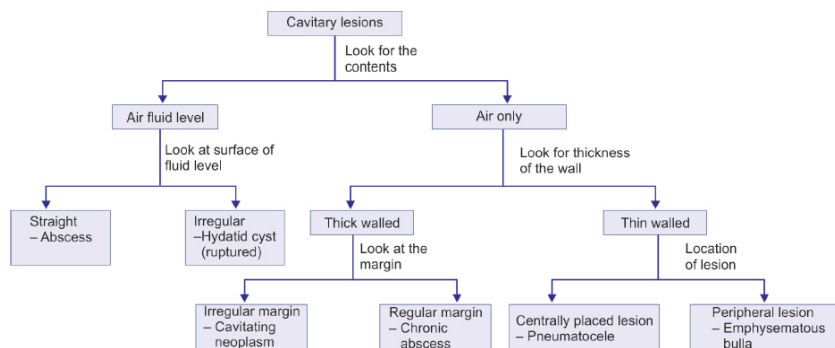 Cavitary lesions
Look for the
contents
Air fluid level
Air only
Look at surface of
fluid level
Look for thickness
of the wall
Straight
– Abscess
Irregular
–Hydatid cyst
(ruptured)
Thick walled
Thin walled
Look at the
margin
Location
of lesion
Irregular margin
– Cavitating
neoplasm
Regular margin
– Chronic
abscess
Centrally placed lesion
– Pneumatocele
Peripheral lesion
– Emphysematous
bulla